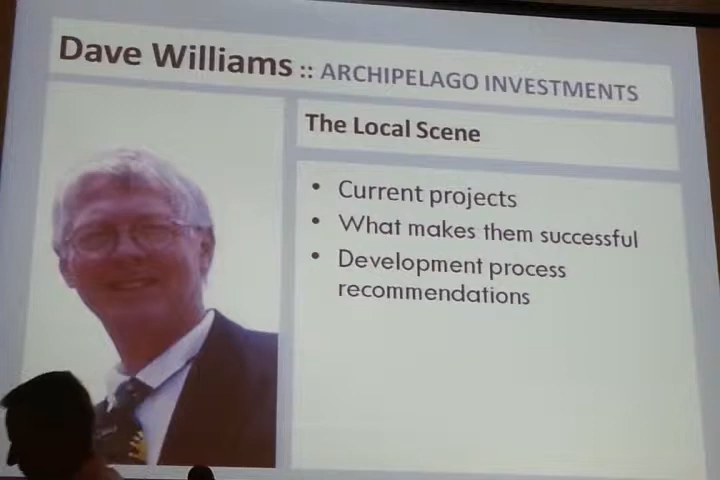 Dave Williams :: ARCHIPELAGO INVESTMENTS
The Local Scene
• Current projects
• What makes them successful
• Development process
recommendations